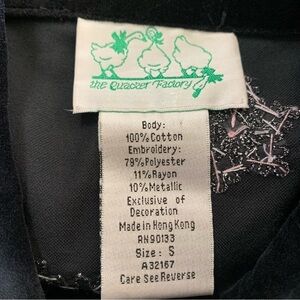 the Quacker Factory
Body:
100%Cotton
Embroidery:
79%Polyester
11%Rayon
10%Metallic
Exclusive of
Decoration
Made in Hong Kong
RN90133
Size: S
A32167
Care See Reverse